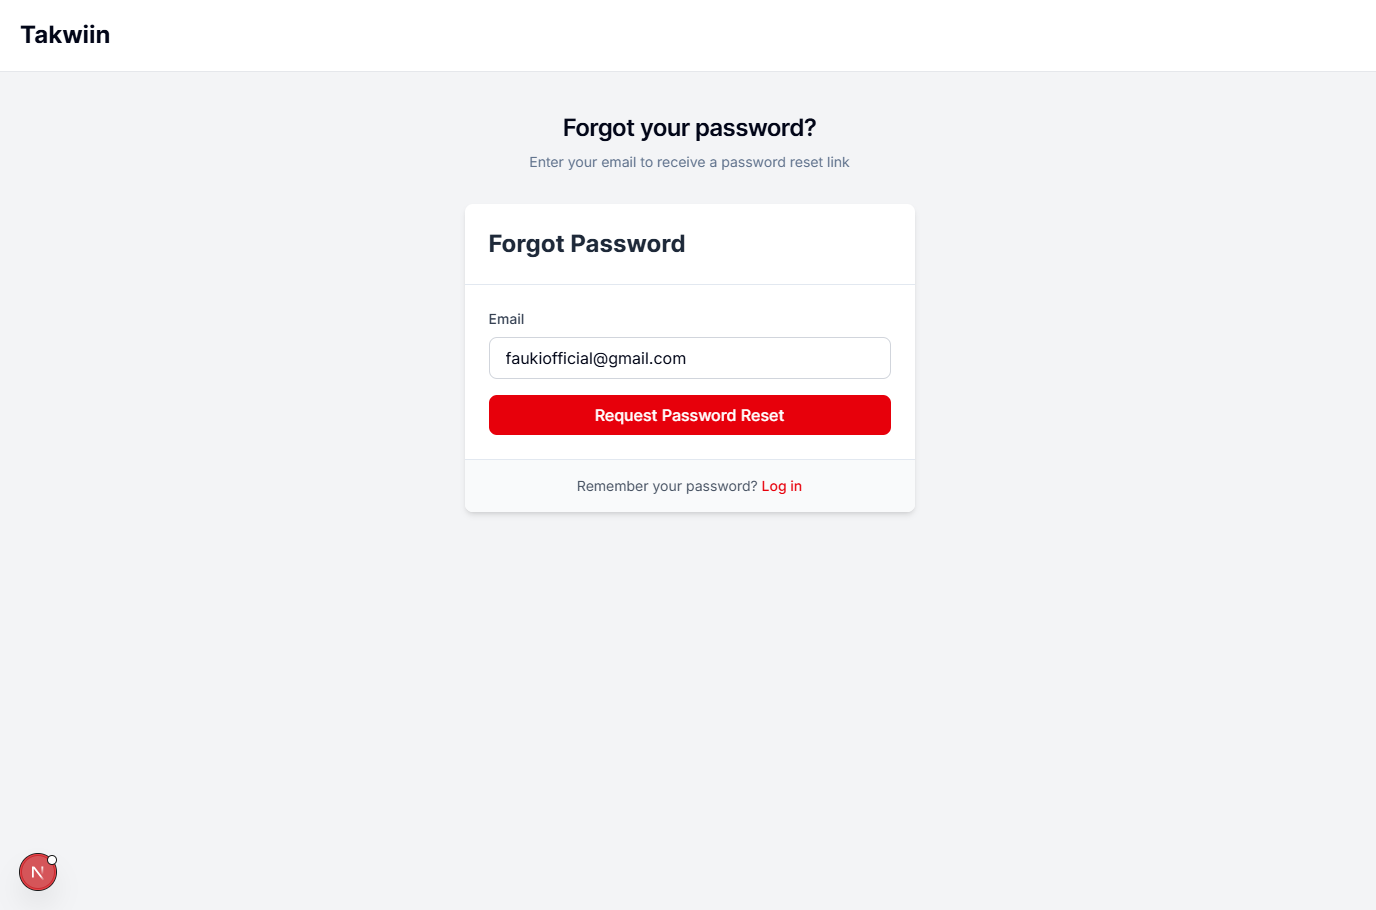 Takwiin
Forgot your password?
Enter your email to receive a password reset link
Forgot Password
Email
faukiofficial@gmail.com
Request Password Reset
Remember your password? Log in
N